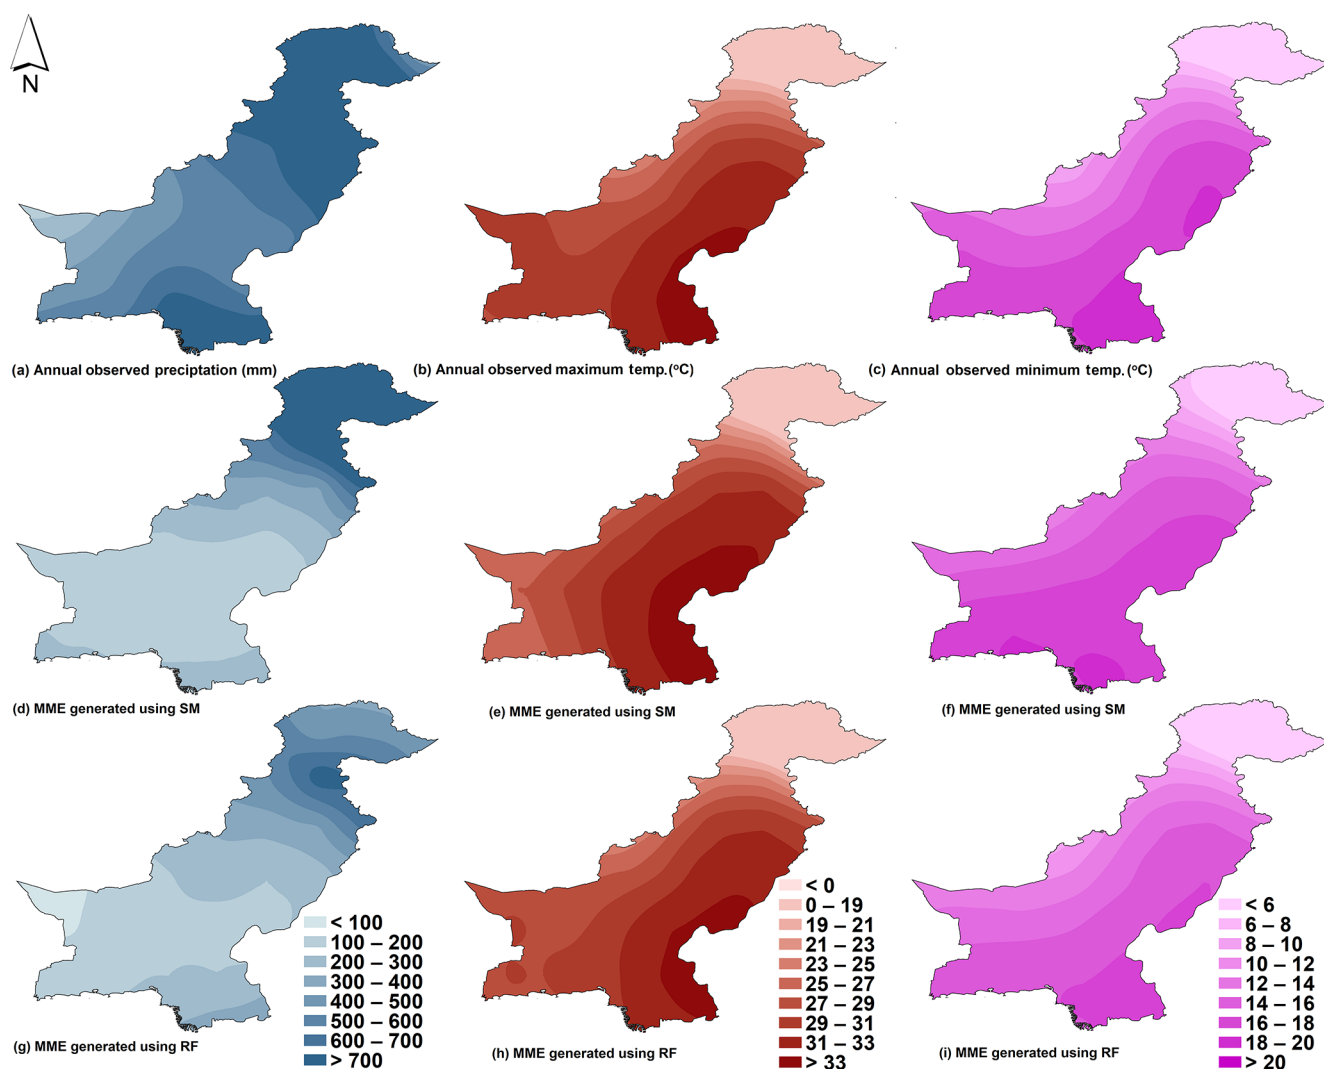 N
(a) Annual observed preciptation (mm)
(b) Annual observed maximum temp.(°C)
(c) Annual observed minimum temp.(°C)
(d) MME generated using SM
(e) MME generated using SM
(f) MME generated using SM
< 100
100 – 200
200 – 300
300 – 400
400 – 500
500 – 600
600 – 700
> 700
(g) MME generated using RF
< 0
0 – 19
19 – 21
21 – 23
23 – 25
25 – 27
27 – 29
29 – 31
31 – 33
> 33
(h) MME generated using RF
< 6
6 – 8
8 – 10
10 – 12
12 – 14
14 – 16
16 – 18
18 – 20
> 20
(i) MME generated using RF